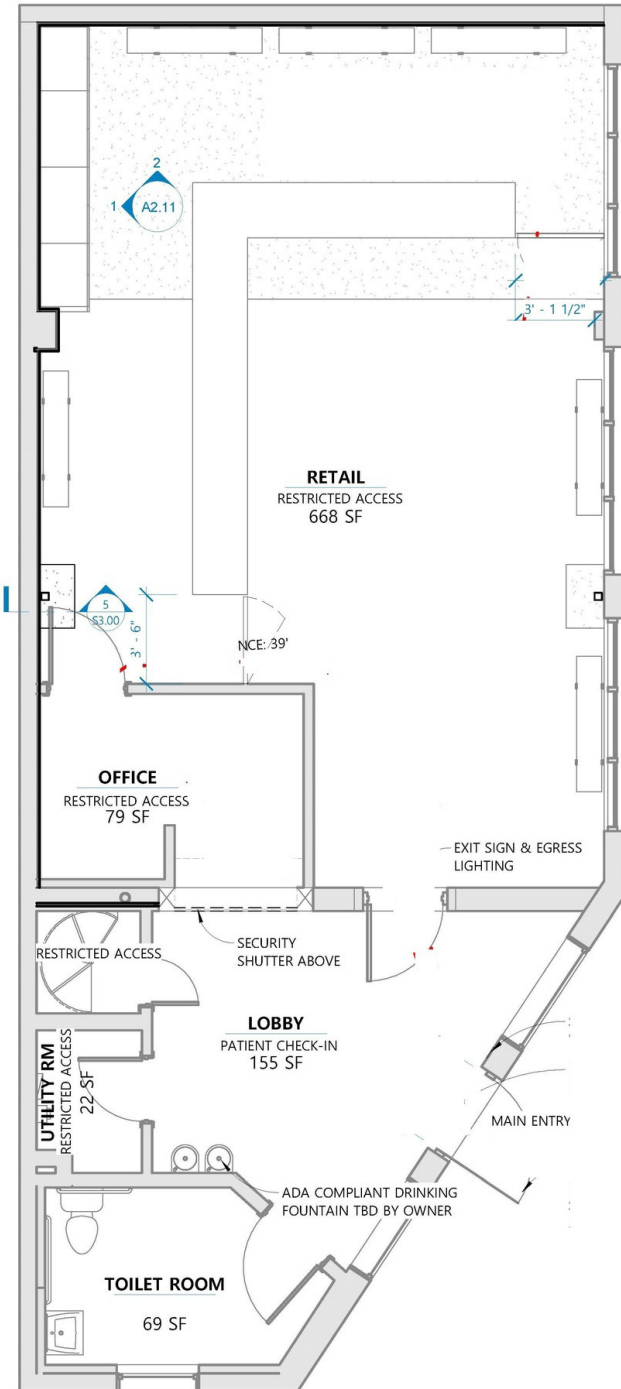 2
1
A2.11
3' - 1 1/2"
RETAIL
RESTRICTED ACCESS
668 SF
5
S3.00
3' - 6"
NCE: 39'
OFFICE
RESTRICTED ACCESS
79 SF
EXIT SIGN & EGRESS
LIGHTING
RESTRICTED ACCESS
SECURITY
SHUTTER ABOVE
LOBBY
PATIENT CHECK-IN
155 SF
UTILITY RM
RESTRICTED ACCESS
22 SF
MAIN ENTRY
ADA COMPLIANT DRINKING
FOUNTAIN TBD BY OWNER
TOILET ROOM
69 SF